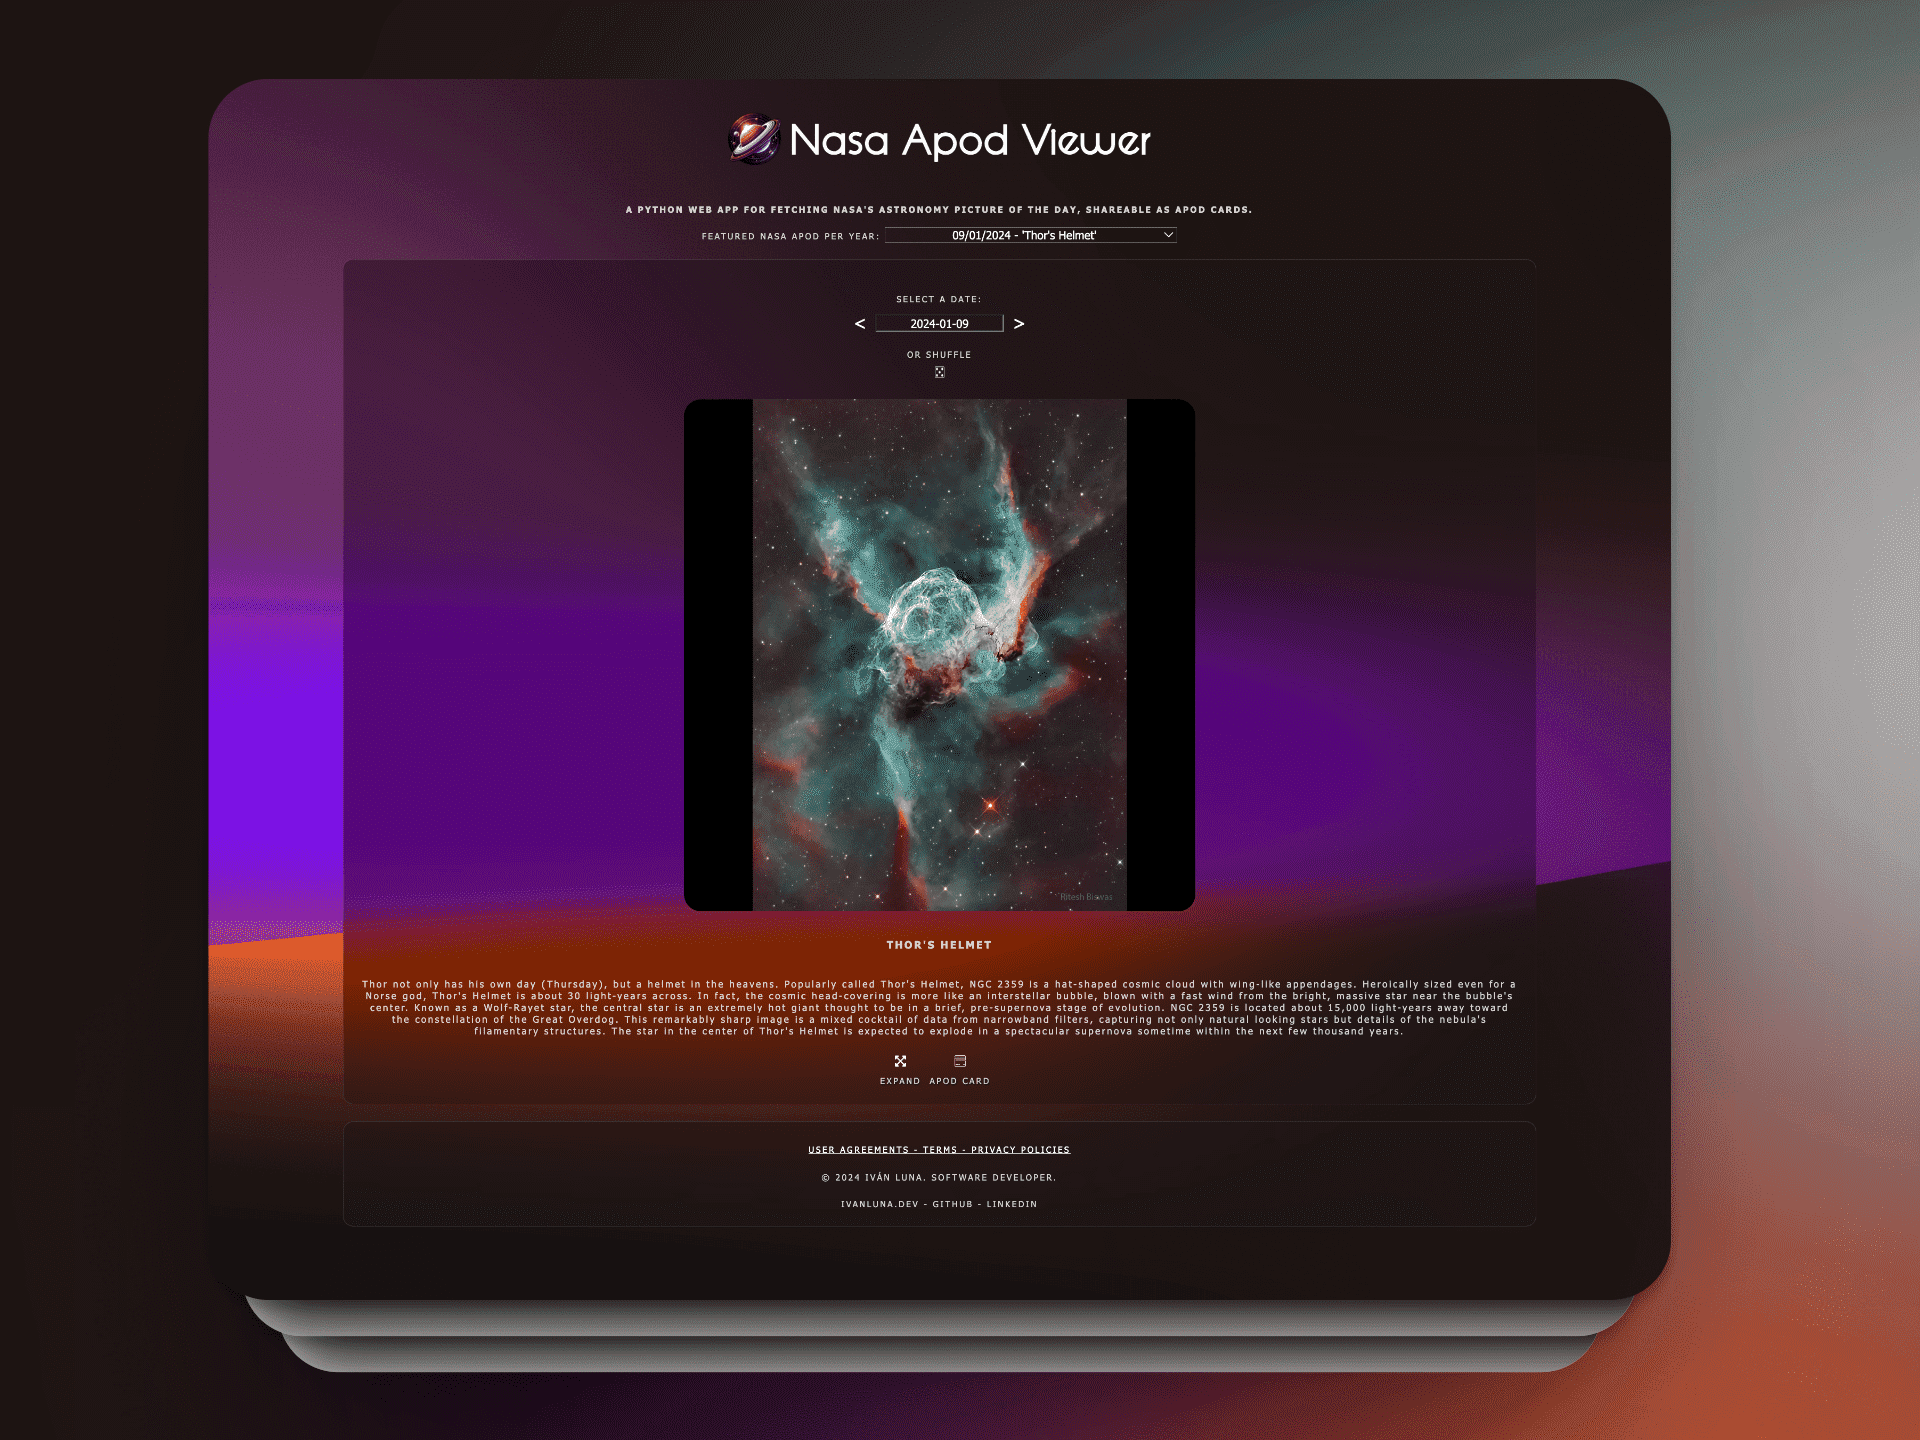 Nasa Apod Viewer
A PYTHON WEB APP FOR FETCHING NASA'S ASTRONOMY PICTURE OF THE DAY, SHAREABLE AS APOD CARDS.
FEATURED NASA APOD PER YEAR: 09/01/2024 - 'Thor's Helmet'
SELECT A DATE:
< 2024-01-09 >
OR SHUFFLE
Ritesh Biswas
THOR'S HELMET
Thor not only has his own day (Thursday), but a helmet in the heavens. Popularly called Thor's Helmet, NGC 2359 is a hat-shaped cosmic cloud with wing-like appendages. Heroically sized even for a
Norse god, Thor's Helmet is about 30 light-years across. In fact, the cosmic head-covering is more like an interstellar bubble, blown with a fast wind from the bright, massive star near the bubble's
center. Known as a Wolf-Rayet star, the central star is an extremely hot giant thought to be in a brief, pre-supernova stage of evolution. NGC 2359 is located about 15,000 light-years away toward
the constellation of the Great Overdog. This remarkably sharp image is a mixed cocktail of data from narrowband filters, capturing not only natural looking stars but details of the nebula's
filamentary structures. The star in the center of Thor's Helmet is expected to explode in a spectacular supernova sometime within the next few thousand years.
EXPAND APOD CARD
USER AGREEMENTS - TERMS - PRIVACY POLICIES
© 2024 IVÁN LUNA. SOFTWARE DEVELOPER.
IVANLUNA.DEV - GITHUB - LINKEDIN